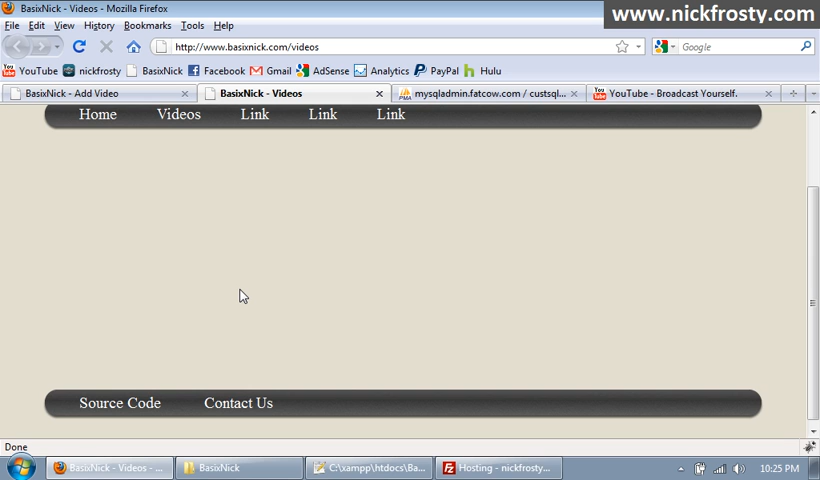 BasixNick - Videos - Mozilla Firefox
www.nickfrosty.com
File Edit View History Bookmarks Tools Help
http://www.basixnick.com/videos
Google
YouTube nickfrosty BasixNick Facebook Gmail AdSense Analytics PayPal Hulu
BasixNick - Add Video
BasixNick - Videos
mysqladmin.fatcow.com / custsql...
YouTube - Broadcast Yourself.
Home Videos Link Link Link
Source Code Contact Us
Done
BasixNick - Videos - ...
BasixNick
C:\xampp\htdocs\Ba...
Hosting - nickfrosty...
10:25 PM